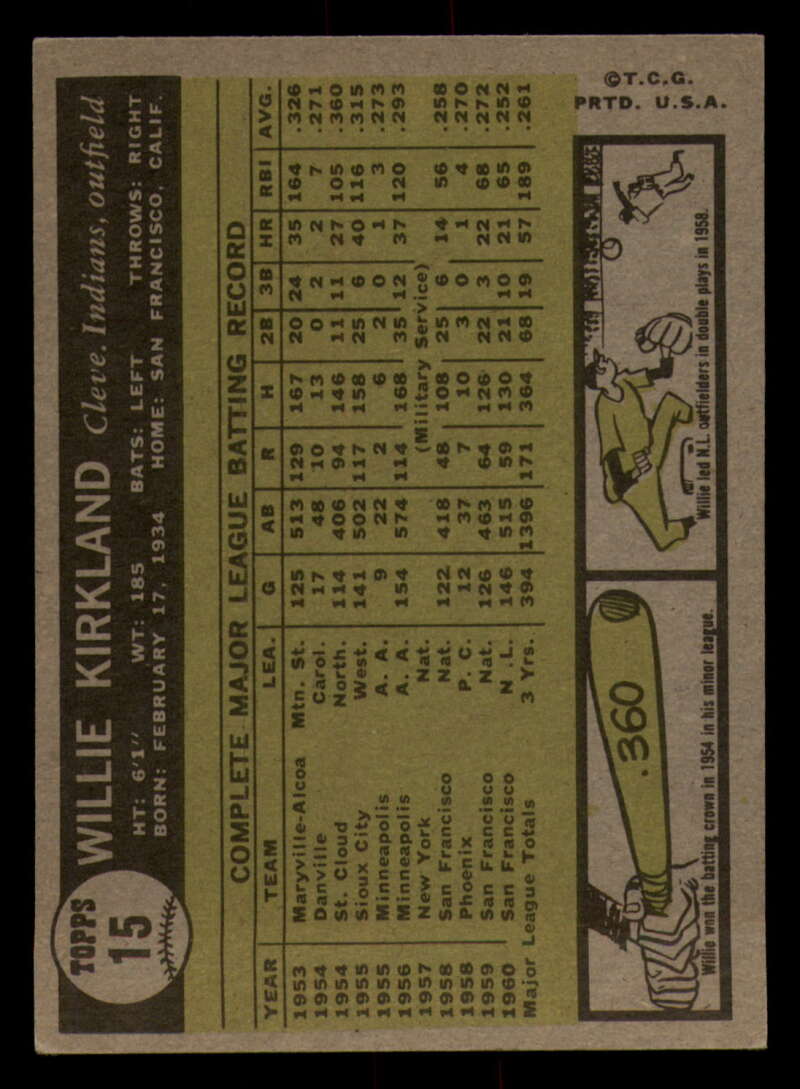 TOPPS
15
WILLIE KIRKLAND Cleve. Indians, outfield
HT: 6'1" WT: 185 BATS: LEFT THROWS: RIGHT
BORN: FEBRUARY 17, 1934 HOME: SAN FRANCISCO, CALIF.
COMPLETE MAJOR LEAGUE BATTING RECORD
YEAR TEAM LEA. G AB R H 2B 3B HR RBI AVG.
1953 Maryville-Alcoa Mtn. St. 125 513 129 167 20 24 35 164 .326
1954 Danville Carol. 17 48 10 13 0 2 2 7 .271
1954 St. Cloud North. 114 406 94 146 11 11 27 105 .360
1955 Sioux City West. 141 502 117 158 25 6 40 116 .315
1955 Minneapolis A. A. 9 22 2 6 2 0 1 3 .273
1956 Minneapolis A. A. 154 574 114 168 35 12 37 120 .293
1957 New York Nat. (Military Service)
1958 San Francisco Nat. 122 418 48 108 25 6 14 56 .258
1958 Phoenix P. C. 12 37 7 10 3 0 1 4 .270
1959 San Francisco Nat. 126 463 64 126 22 3 22 68 .272
1960 San Francisco N .L. 146 515 59 130 21 10 21 65 .252
Major League Totals 3 Yrs. 394 1396 171 364 68 19 57 189 .261
.360
Willie won the batting crown in 1954 in his minor league.
Willie led N.L. outfielders in double plays in 1958.
©T.C.G.
PRTD. U.S.A.